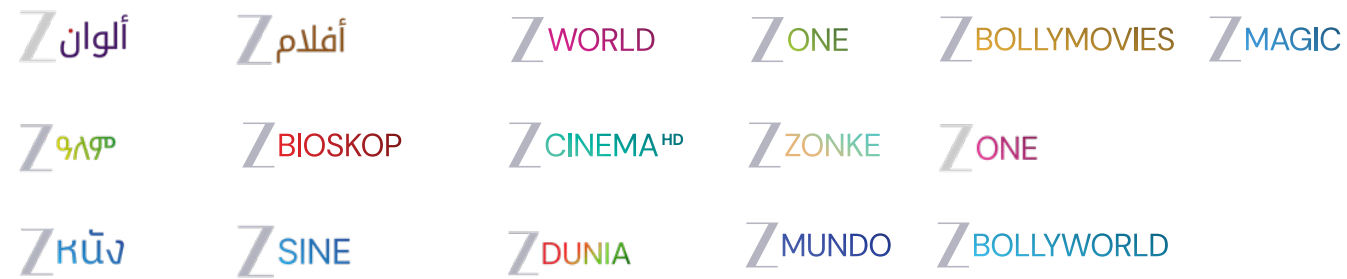 Z ألوان
Z أفلام
Z WORLD
Z ONE
Z BOLLYMOVIES
Z MAGIC
Z ዓለም
Z BIOSKOP
Z CINEMA HD
Z ZONKE
Z ONE
Z หนัง
Z SINE
Z DUNIA
Z MUNDO
Z BOLLYWORLD